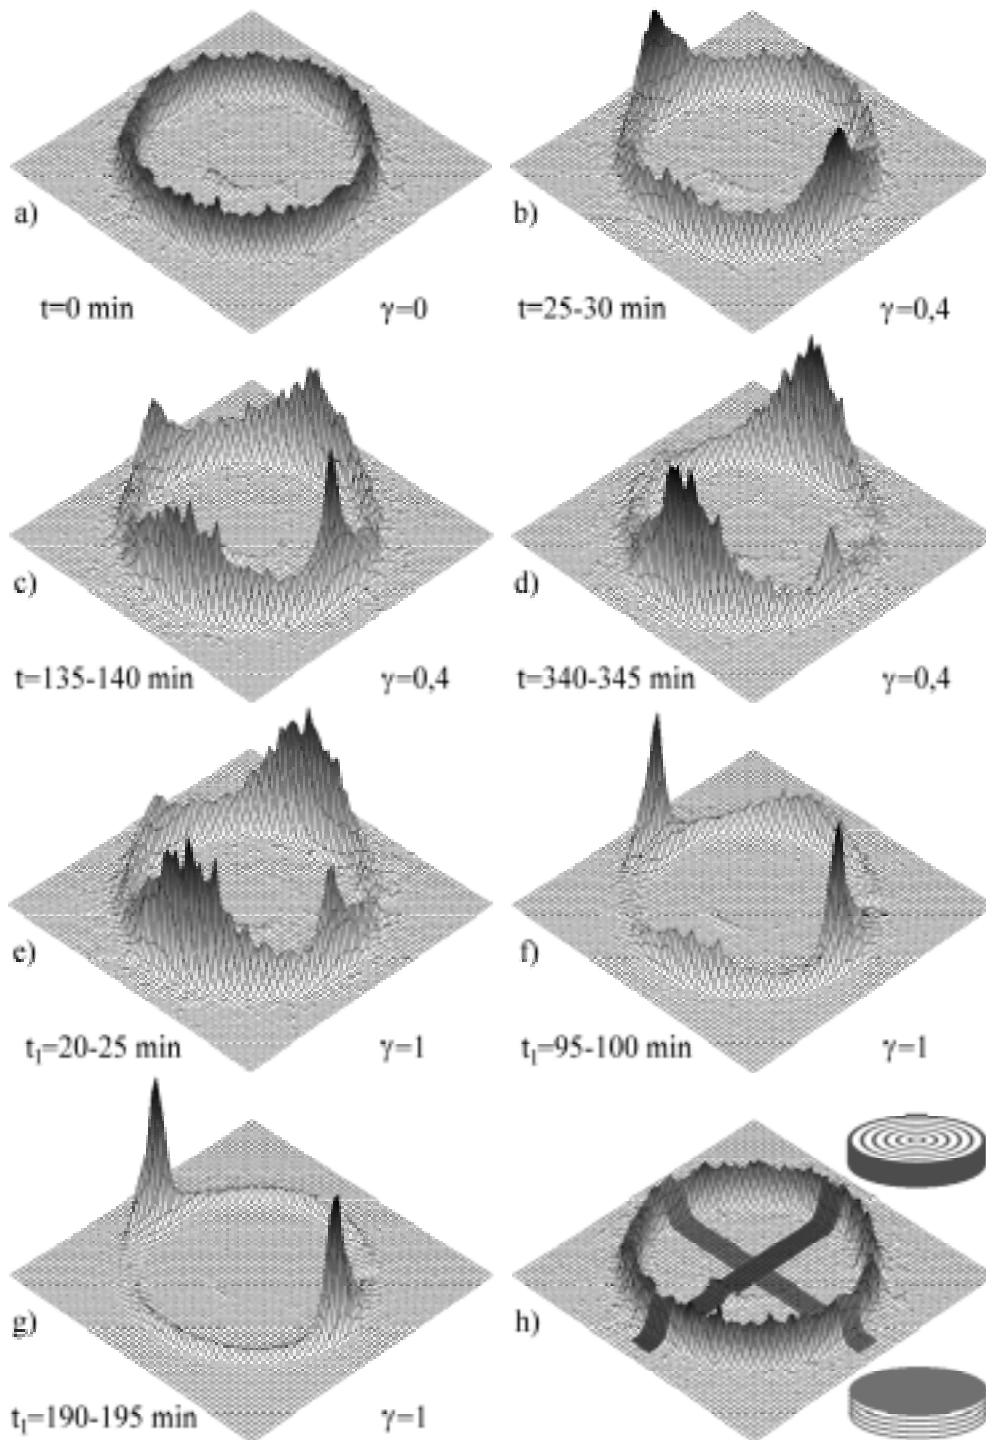 a)
t=0 min γ=0
b)
t=25-30 min γ=0,4
c)
t=135-140 min γ=0,4
d)
t=340-345 min γ=0,4
e)
t₁=20-25 min γ=1
f)
t₁=95-100 min γ=1
g)
t₁=190-195 min γ=1
h)